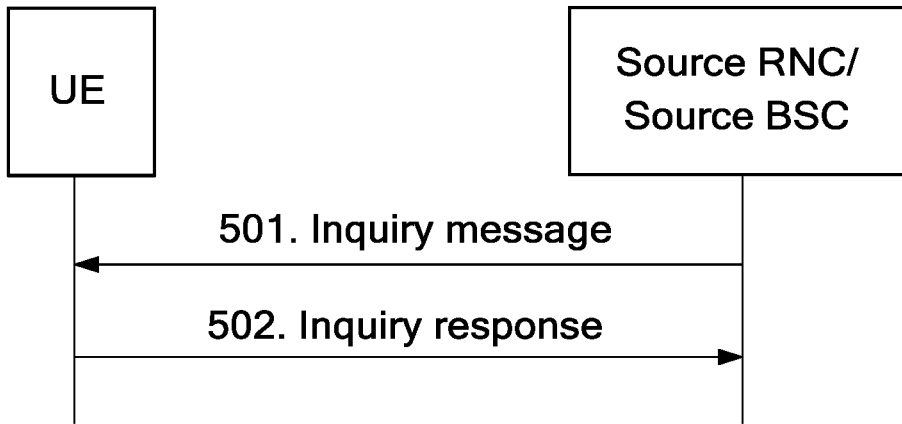 UE
Source RNC/
Source BSC
501. Inquiry message
502. Inquiry response